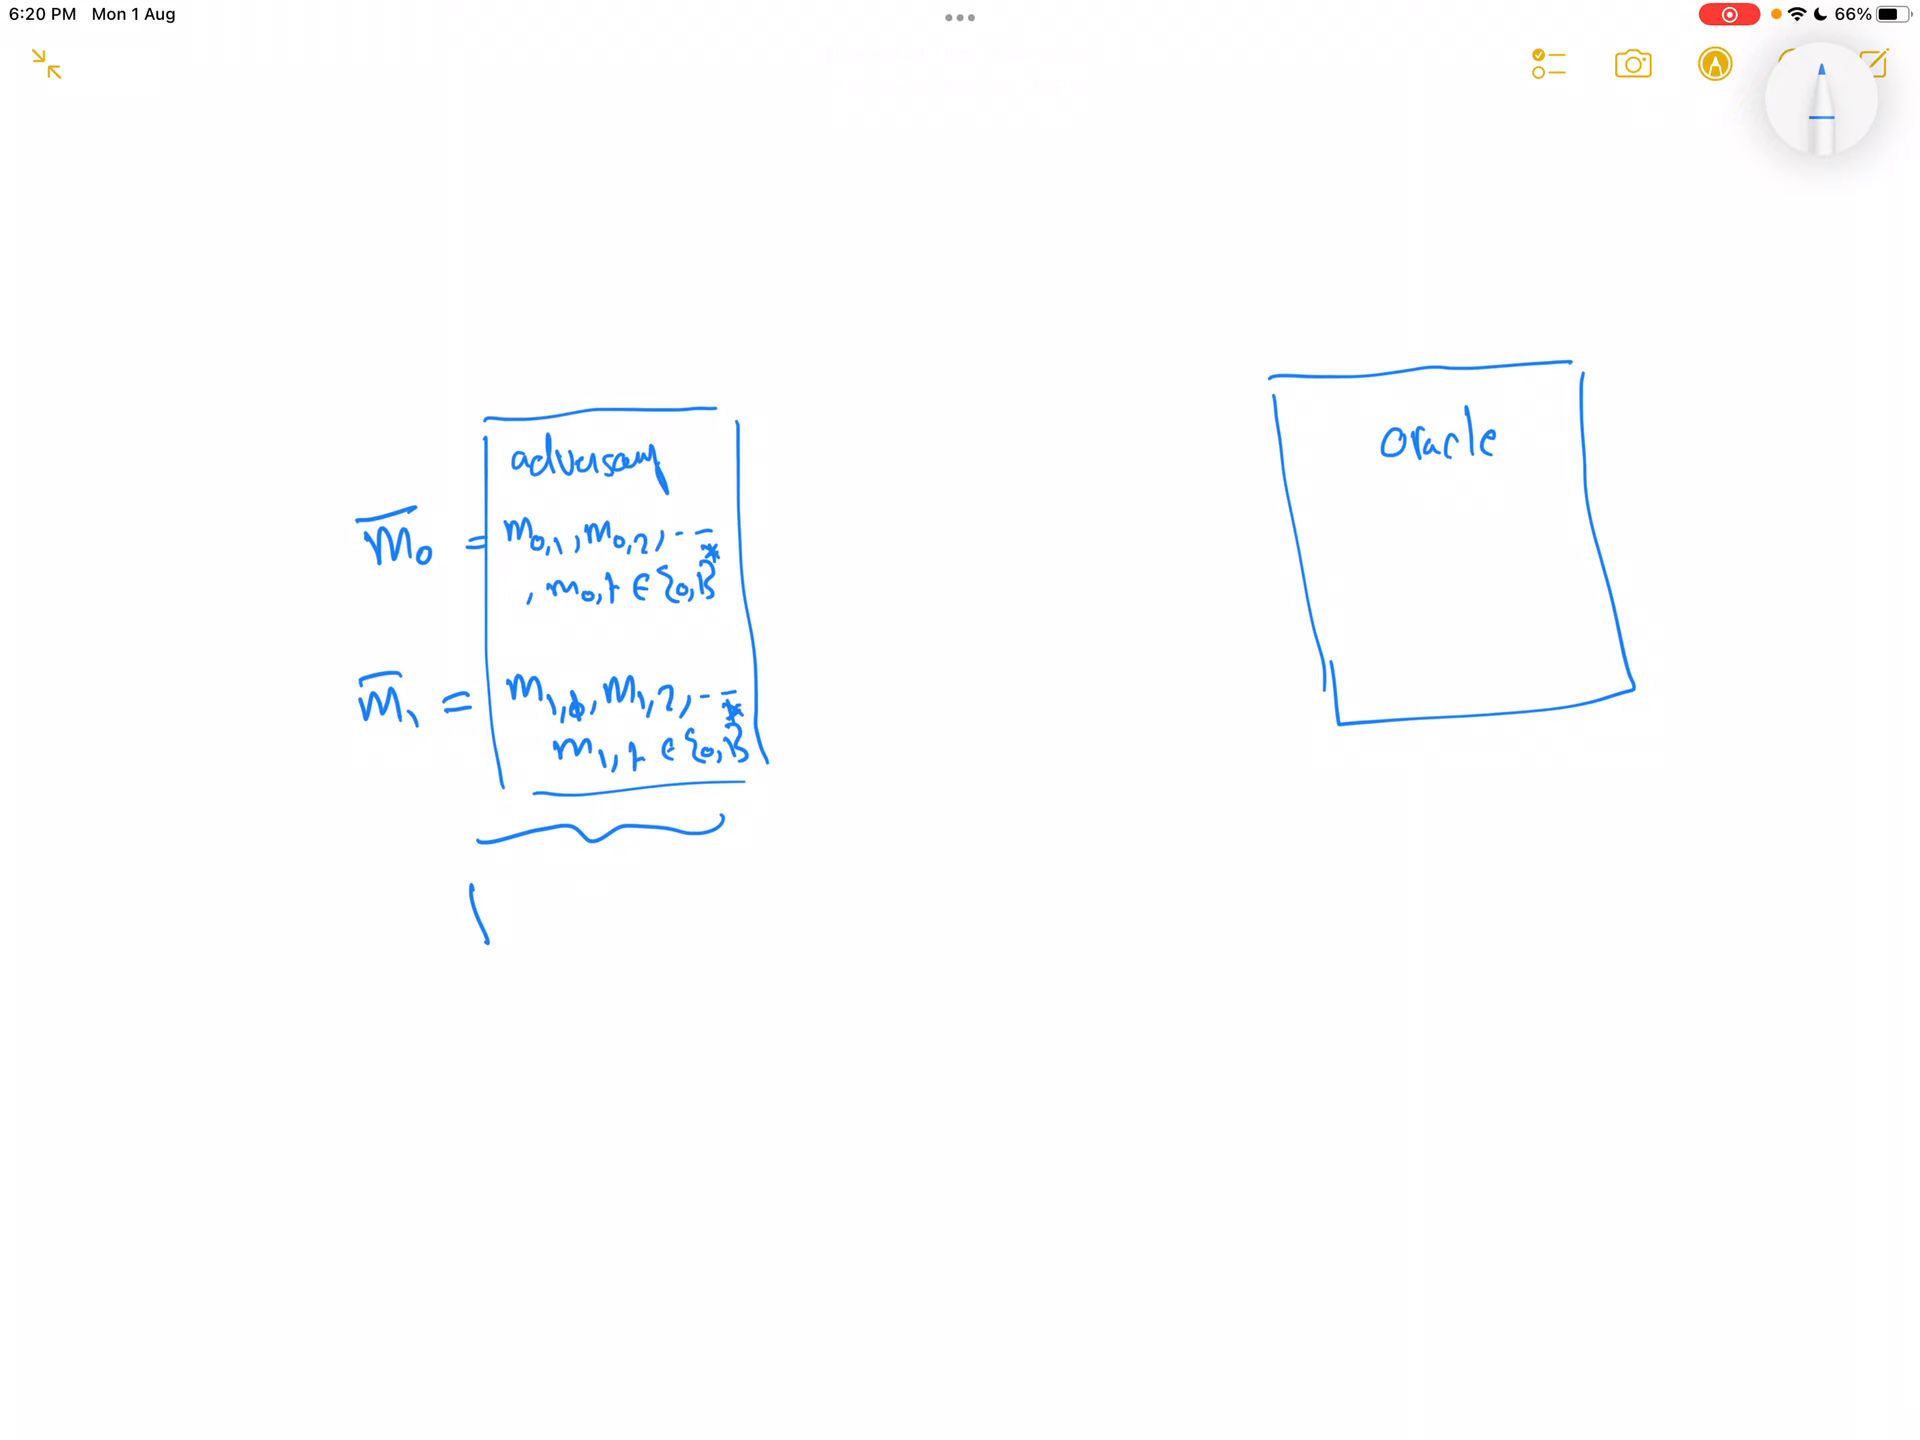 6:20 PM Mon 1 Aug
66%
oracle
adversary
m̅₀ = m₀,₁ , m₀,₂, - -
, m₀,t ∈ {0,1}*
m̅₁ = m₁,₁, m₁,₂, - -
m₁,t ∈ {0,1}*